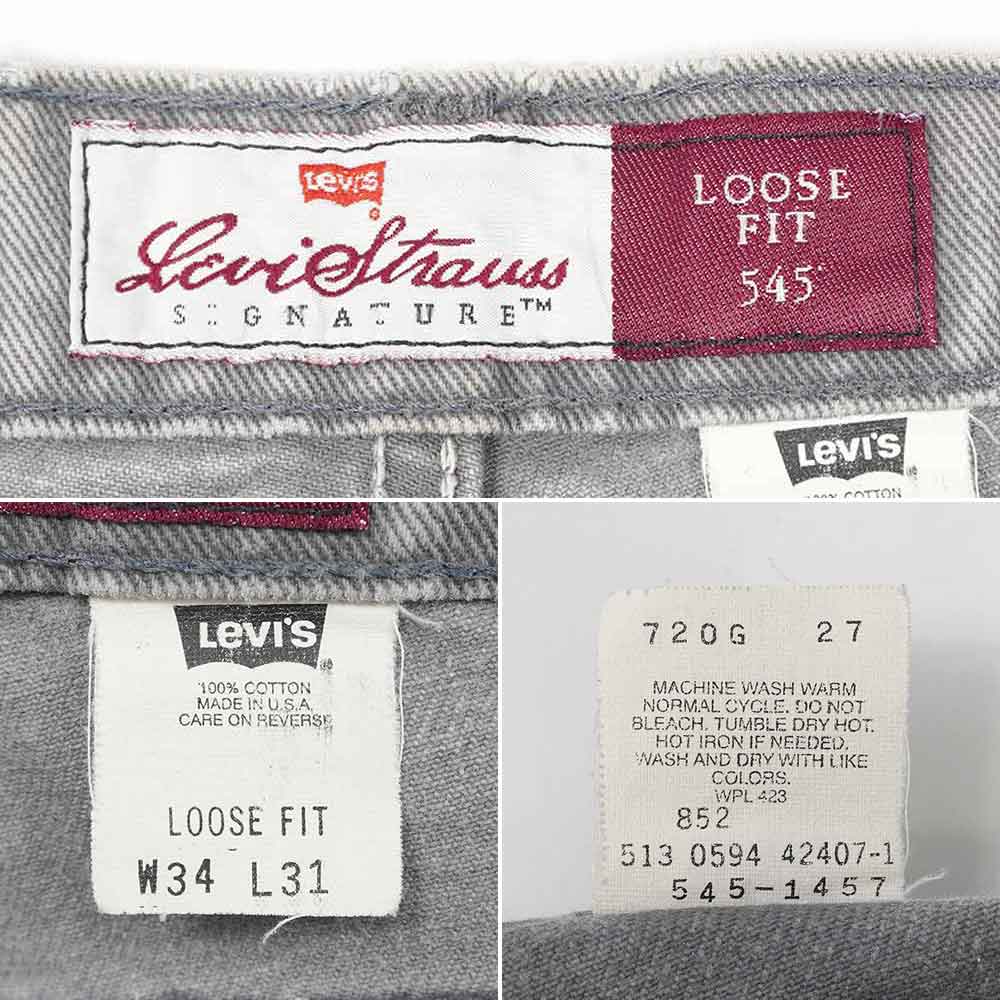 LEVI'S
®
Levi Strauss
SIGNATURE™
LOOSE
FIT
545
LEVI'S
100% COTTON
LEVI'S
100% COTTON
MADE IN U.S.A.
CARE ON REVERSE
LOOSE FIT
W34 L31
720G 27
MACHINE WASH WARM
NORMAL CYCLE. DO NOT
BLEACH. TUMBLE DRY HOT.
HOT IRON IF NEEDED.
WASH AND DRY WITH LIKE
COLORS.
WPL 423
852
513 0594 42407-1
545-1457